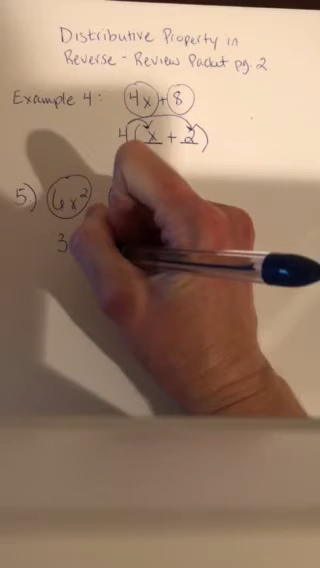 Distributive Property in
Reverse - Review Packet pg. 2
Example 4: 4x + 8
4(x + 2)
5.) 6x²
3